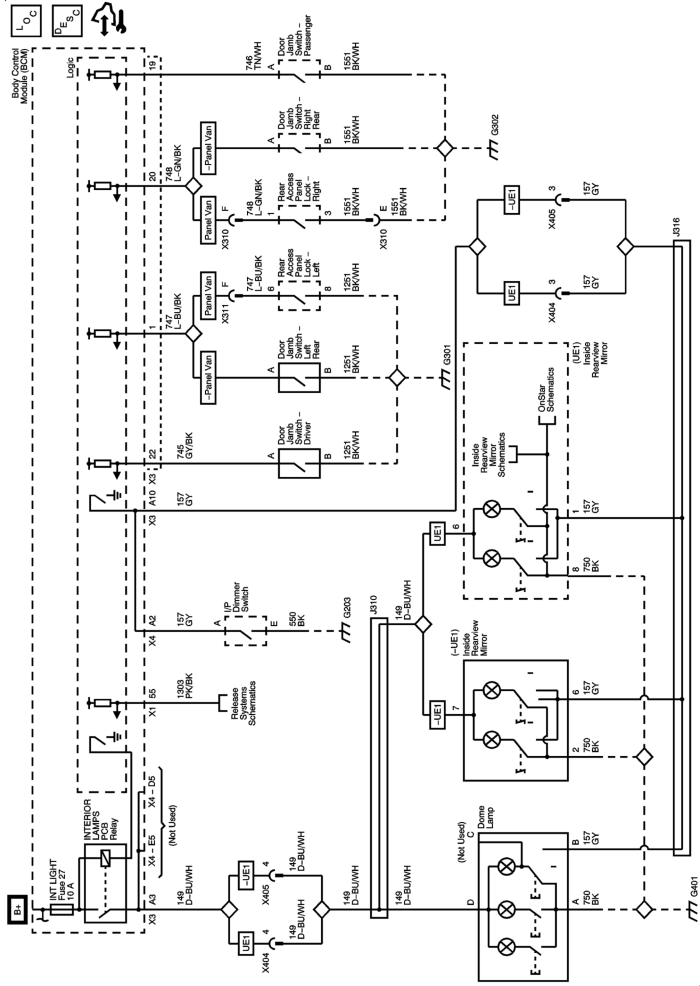 L O C
D E S C
Body Control
Module (BCM)
Logic
B+
INT LIGHT
Fuse 27
10 A
INTERIOR
LAMPS
PCB
Relay
X4 – E5
X4 – D5
(Not Used)
X3
A3
X1
55
X4
A2
X3
A10
X3
22
1
20
19
149
D–BU/WH
1303
PK/BK
Release
Systems
Schematics
157
GY
157
GY
745
GY/BK
747
L–BU/BK
748
L–GN/BK
746
TN/WH
A
I/P
Dimmer
Switch
E
550
BK
G203
A
Door
Jamb
Switch –
Driver
B
1251
BK/WH
–Panel Van
A
Door
Jamb
Switch –
Left
Rear
B
1251
BK/WH
Panel Van
F
X311
747
L–BU/BK
6
Rear
Access
Panel
Lock –
Left
8
1251
BK/WH
G301
Panel Van
F
X310
748
L–GN/BK
1
Rear
Access
Panel
Lock –
Right
3
1551
BK/WH
E
X310
1551
BK/WH
–Panel Van
A
Door
Jamb
Switch –
Right
Rear
B
1551
BK/WH
A
Door
Jamb
Switch –
Passenger
B
1551
BK/WH
G302
UE1
4
X404
149
D–BU/WH
–UE1
4
X405
149
D–BU/WH
149
D–BU/WH
J310
149
D–BU/WH
149
D–BU/WH
–UE1
7
UE1
6
(–UE1)
Inside
Rearview
Mirror
2
750
BK
6
157
GY
Inside
Rearview
Mirror
Schematics
OnStar
Schematics
(UE1)
Inside
Rearview
Mirror
8
750
BK
1
157
GY
UE1
3
X404
157
GY
–UE1
3
X405
157
GY
J316
D
(Not Used)
C
Dome
Lamp
A
750
BK
B
157
GY
G401